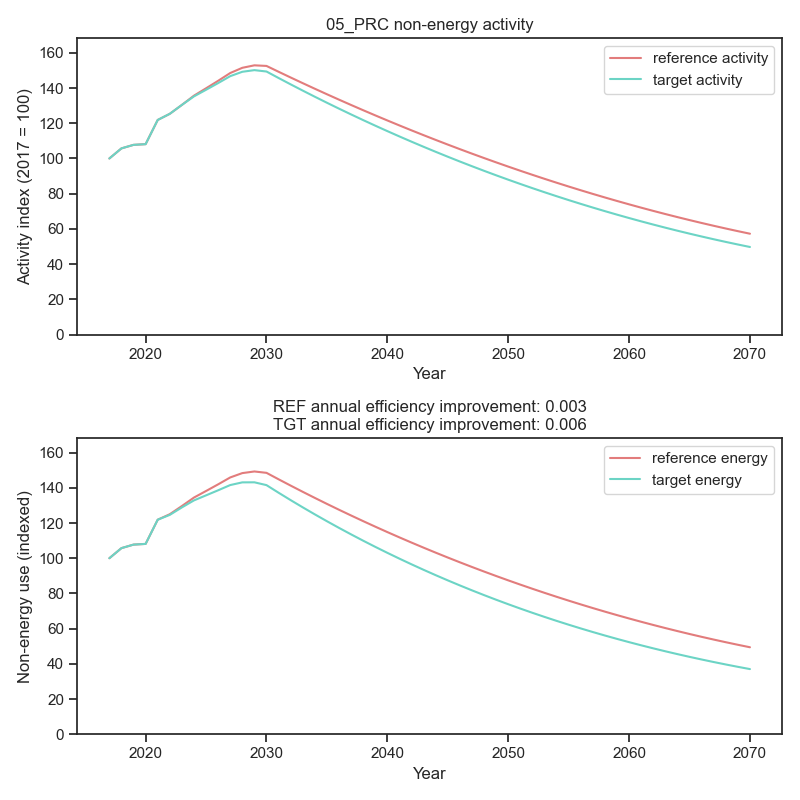 05_PRC non-energy activity
160
140
120
100
80
60
40
20
0
Activity index (2017 = 100)
reference activity
target activity
2020 2030 2040 2050 2060 2070
Year
REF annual efficiency improvement: 0.003
TGT annual efficiency improvement: 0.006
160
140
120
100
80
60
40
20
0
Non-energy use (indexed)
reference energy
target energy
2020 2030 2040 2050 2060 2070
Year